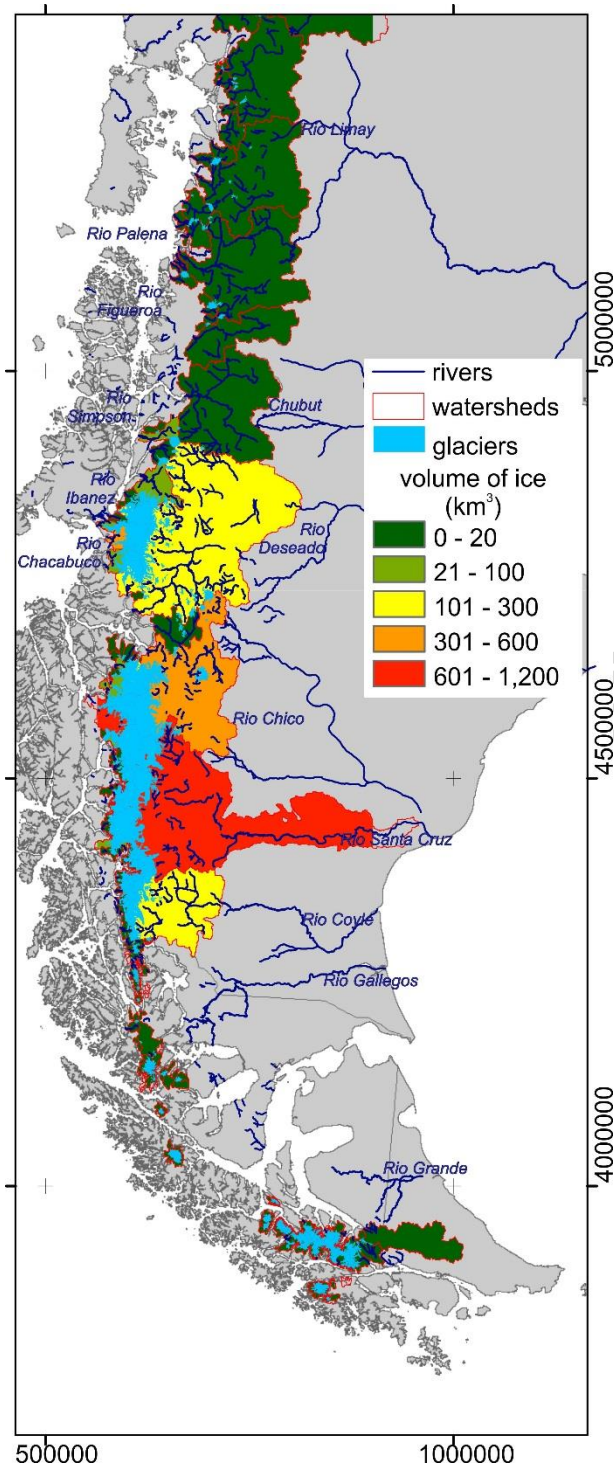 Rio Limay
Rio Palena
Rio
Figueroa
5000000
rivers
watersheds
glaciers
volume of ice
(km³)
0 - 20
21 - 100
101 - 300
301 - 600
601 - 1,200
Rio
Simpson
Chubut
Rio
Ibanez
Rio
Deseado
Rio
Chacabuco
4500000
Rio Chico
Rio Santa Cruz
Rio Coyle
Rio Gallegos
4000000
Rio Grande
500000
1000000